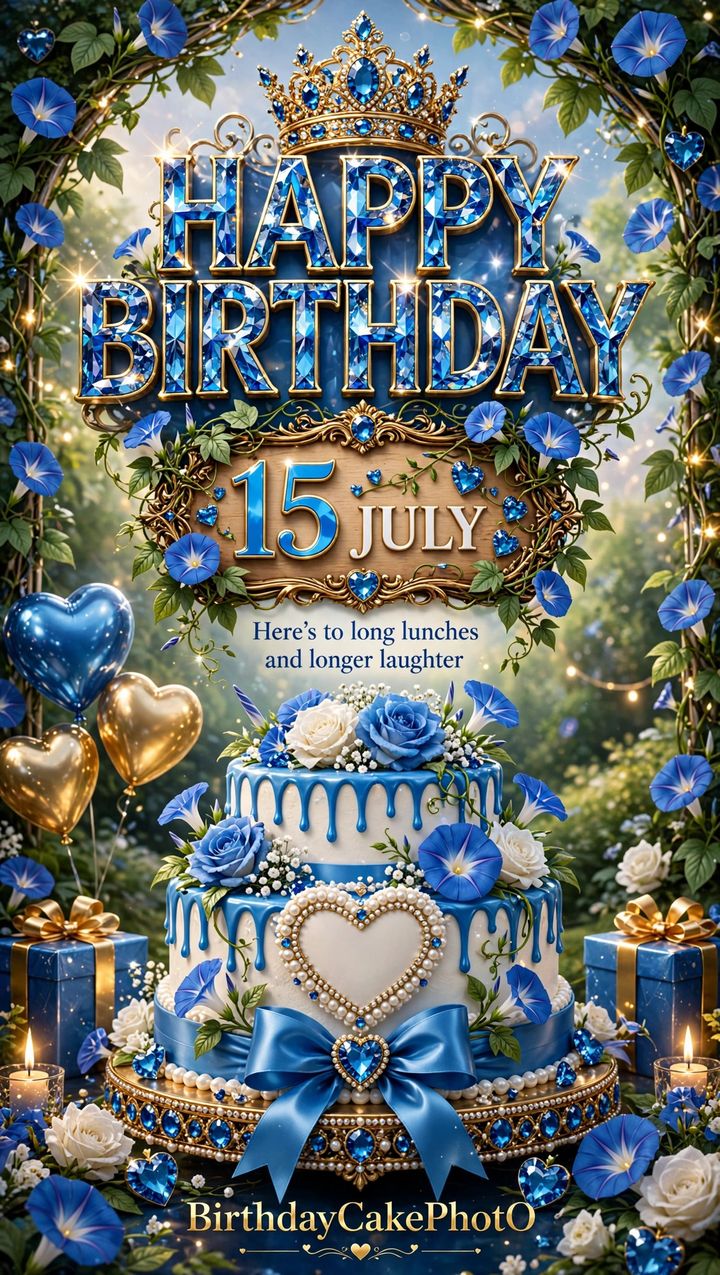 HAPPY
BIRTHDAY
15 JULY
Here's to long lunches
and longer laughter
BirthdayCakePhotO